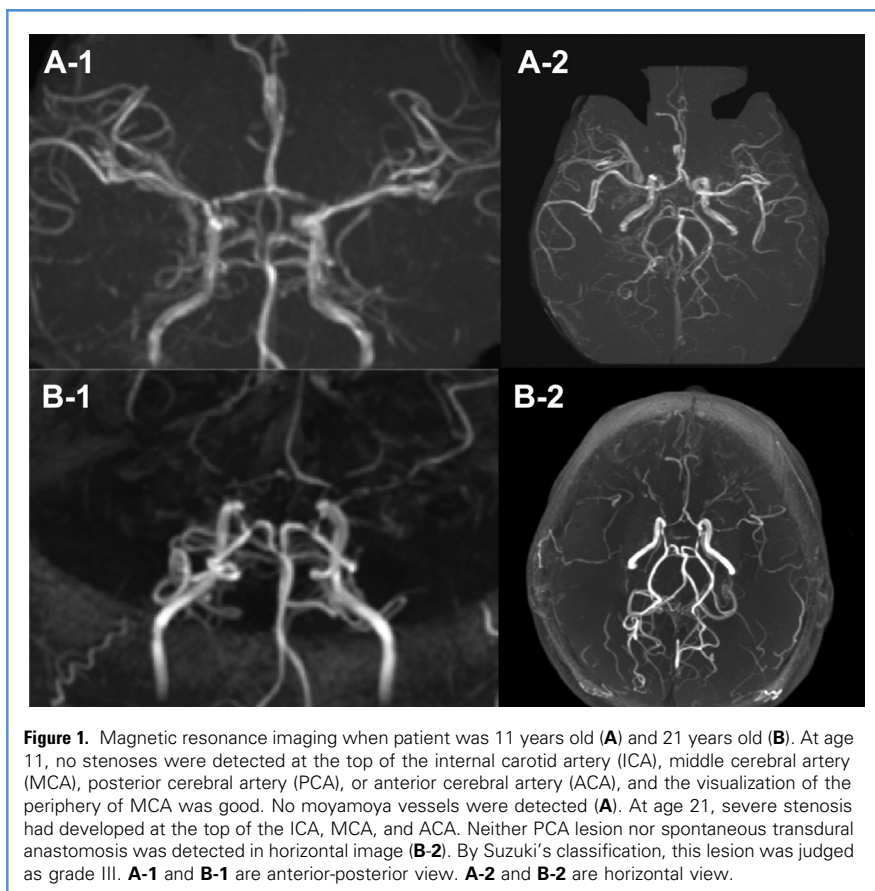 A-1
A-2
B-1
B-2
Figure 1. Magnetic resonance imaging when patient was 11 years old (A) and 21 years old (B). At age
11, no stenoses were detected at the top of the internal carotid artery (ICA), middle cerebral artery
(MCA), posterior cerebral artery (PCA), or anterior cerebral artery (ACA), and the visualization of the
periphery of MCA was good. No moyamoya vessels were detected (A). At age 21, severe stenosis
had developed at the top of the ICA, MCA, and ACA. Neither PCA lesion nor spontaneous transdural
anastomosis was detected in horizontal image (B-2). By Suzuki's classification, this lesion was judged
as grade III. A-1 and B-1 are anterior-posterior view. A-2 and B-2 are horizontal view.